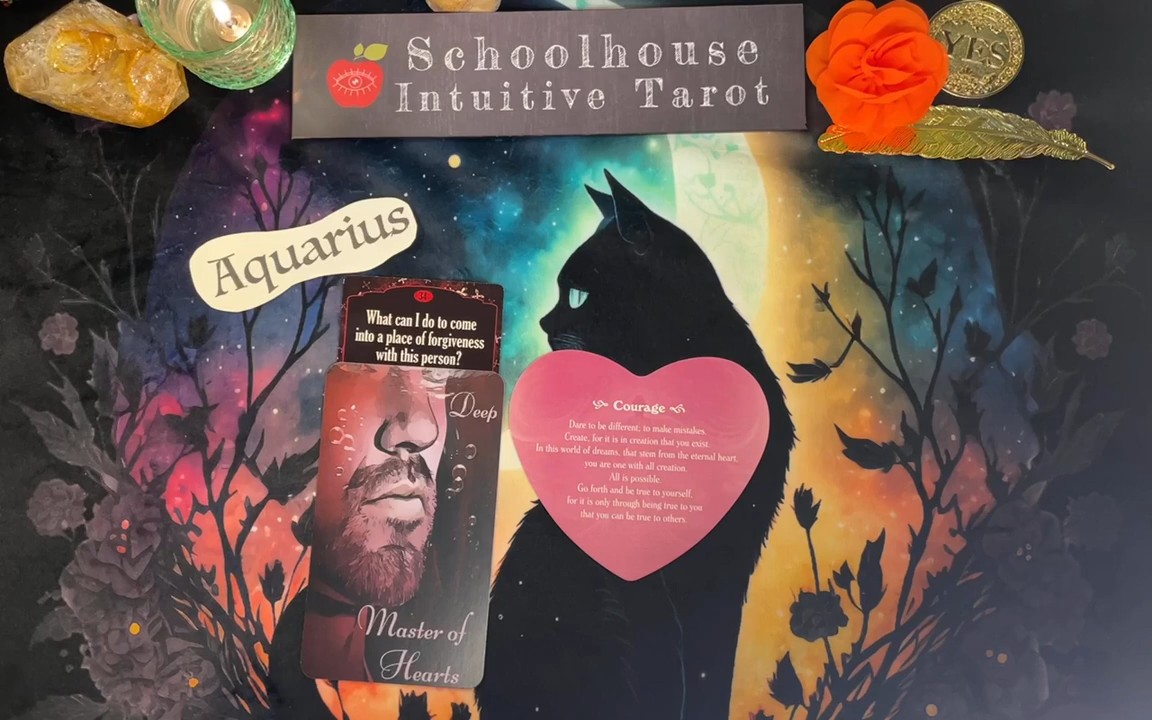 Schoolhouse
Intuitive Tarot
YES
Aquarius
34
What can I do to come
into a place of forgiveness
with this person?
Deep
Master of
Hearts
Courage
Dare to be different; to make mistakes.
Create, for it is in creation that you exist.
In this world of dreams, that stem from the eternal heart,
you are one with all creation.
All is possible.
Go forth and be true to yourself,
for it is only through being true to you
that you can be true to others.